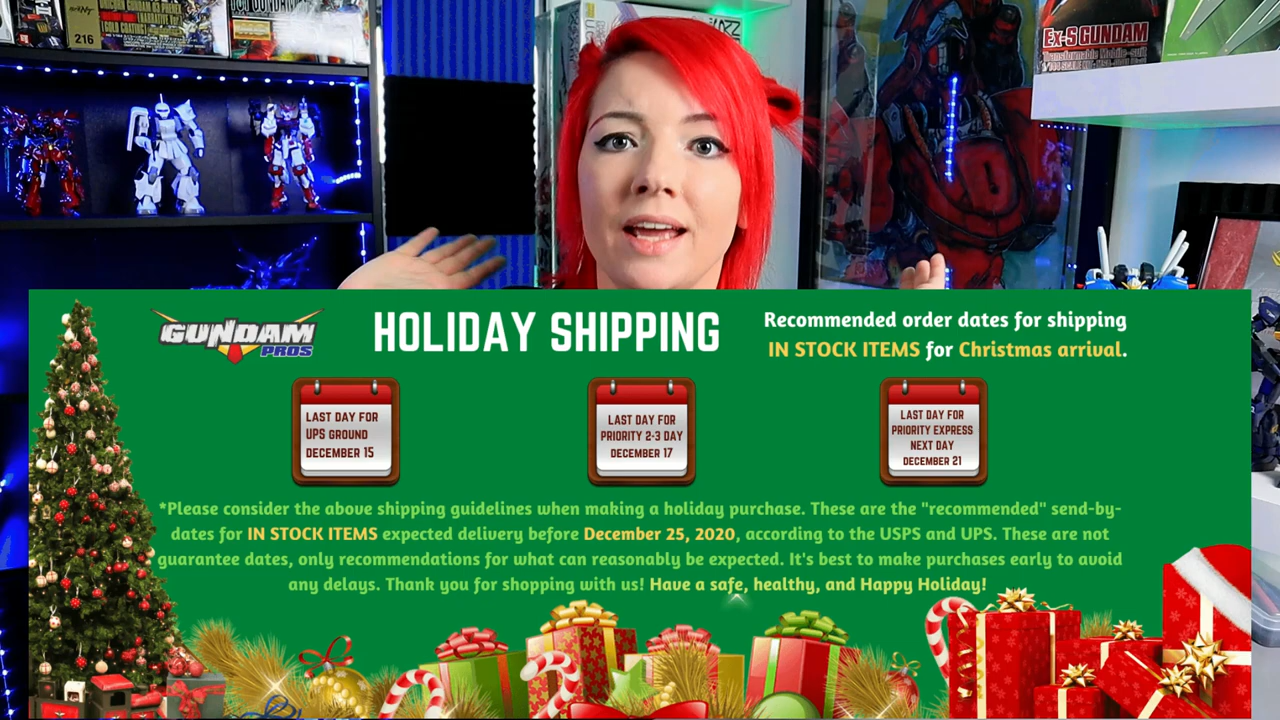 216
Ex-S GUNDAM
Transformable Mobile-suit
GUNDAM
PROS
HOLIDAY SHIPPING
Recommended order dates for shipping
IN STOCK ITEMS for Christmas arrival.
LAST DAY FOR
UPS GROUND
DECEMBER 15
LAST DAY FOR
PRIORITY 2-3 DAY
DECEMBER 17
LAST DAY FOR
PRIORITY EXPRESS
NEXT DAY
DECEMBER 21
*Please consider the above shipping guidelines when making a holiday purchase. These are the "recommended" send-by-
dates for IN STOCK ITEMS expected delivery before December 25, 2020, according to the USPS and UPS. These are not
guarantee dates, only recommendations for what can reasonably be expected. It's best to make purchases early to avoid
any delays. Thank you for shopping with us! Have a safe, healthy, and Happy Holiday!